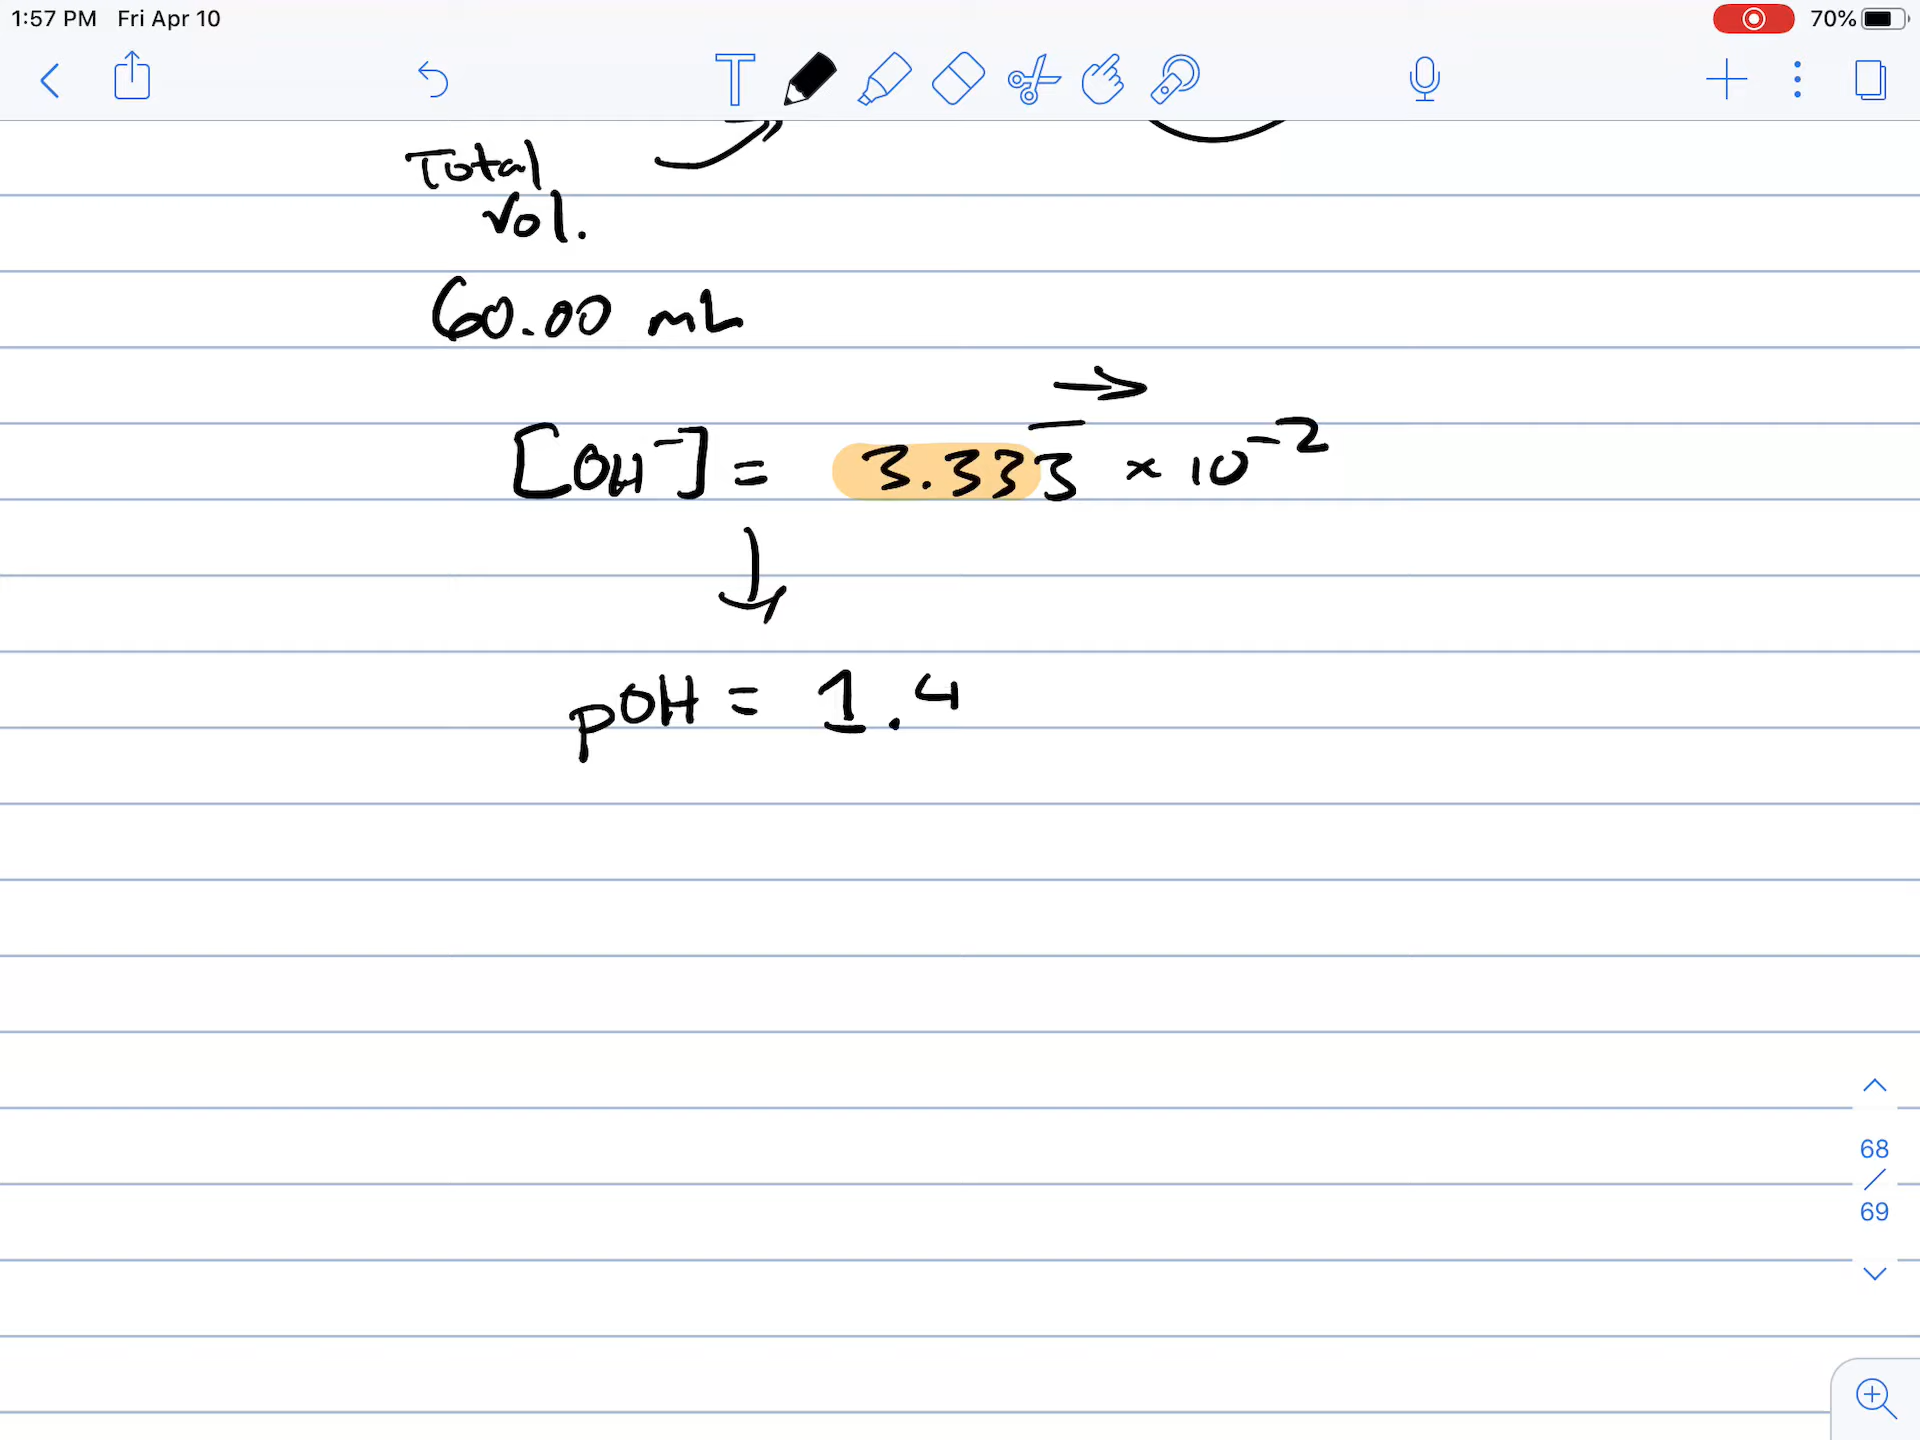 1:57 PM Fri Apr 10 70%
T
Total
vol.
60.00 mL
[OH⁻] = 3.333̅ × 10⁻²
pOH = 1.4
68
/
69